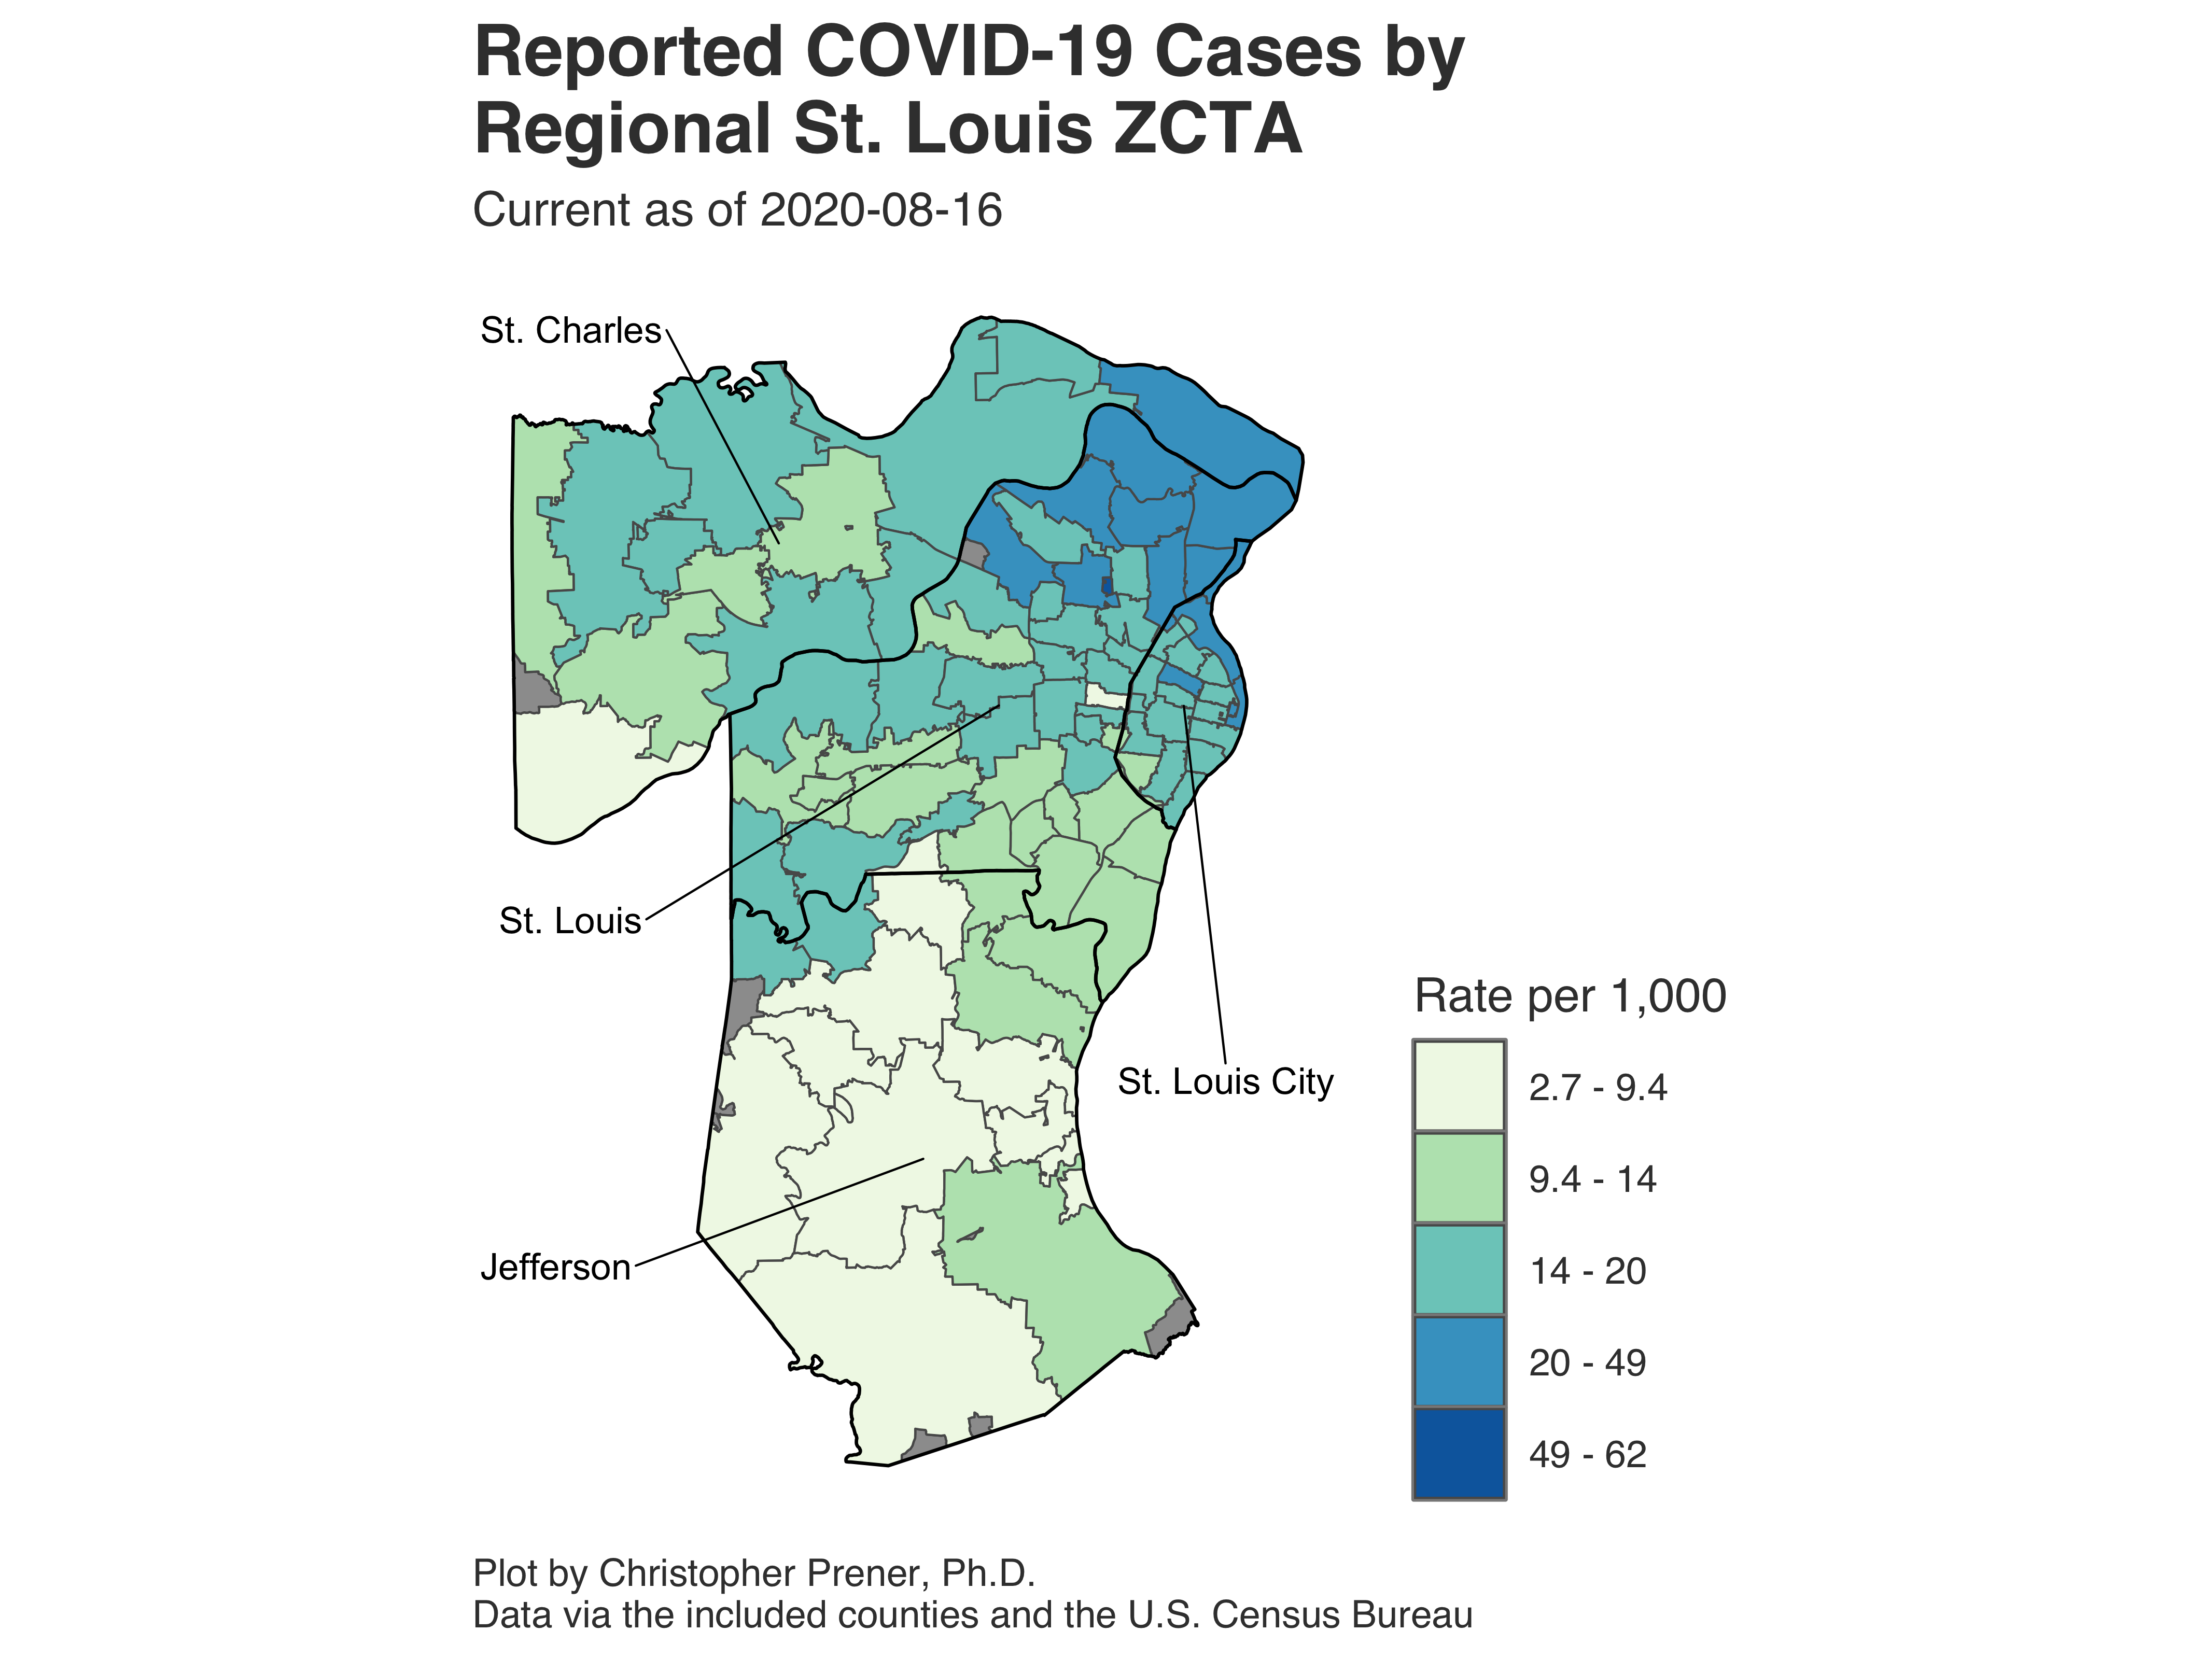 Reported COVID-19 Cases by
Regional St. Louis ZCTA
Current as of 2020-08-16
St. Charles
St. Louis
St. Louis City
Jefferson
Rate per 1,000
2.7 - 9.4
9.4 - 14
14 - 20
20 - 49
49 - 62
Plot by Christopher Prener, Ph.D.
Data via the included counties and the U.S. Census Bureau